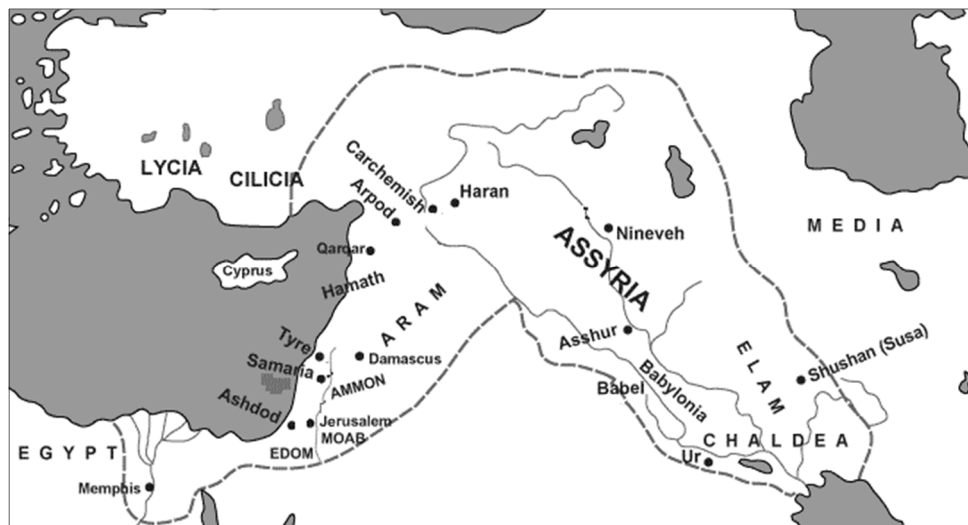 LYCIA
CILICIA
Carchemish
Arpod
Haran
Qarqar
Cyprus
Hamath
ARAM
Nineveh
ASSYRIA
MEDIA
Tyre
Damascus
Samaria
AMMON
Asshur
Babel
Babylonia
ELAM
Shushan (Susa)
Ashdod
Jerusalem
MOAB
EDOM
EGYPT
Memphis
CHALDEA
Ur